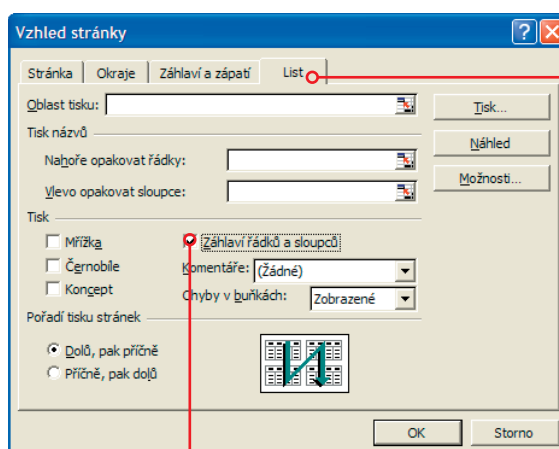 Vzhled stránky
Stránka Okraje Záhlaví a zápatí List
Oblast tisku:
Tisk...
Tisk názvů
Náhled
Nahoře opakovat řádky:
Možnosti...
Vlevo opakovat sloupce:
Tisk
Mřížka
Záhlaví řádků a sloupců
Černobíle
Komentáře: (Žádné)
Koncept
Chyby v buňkách: Zobrazené
Pořadí tisku stránek
Dolů, pak příčně
Příčně, pak dolů
OK Storno